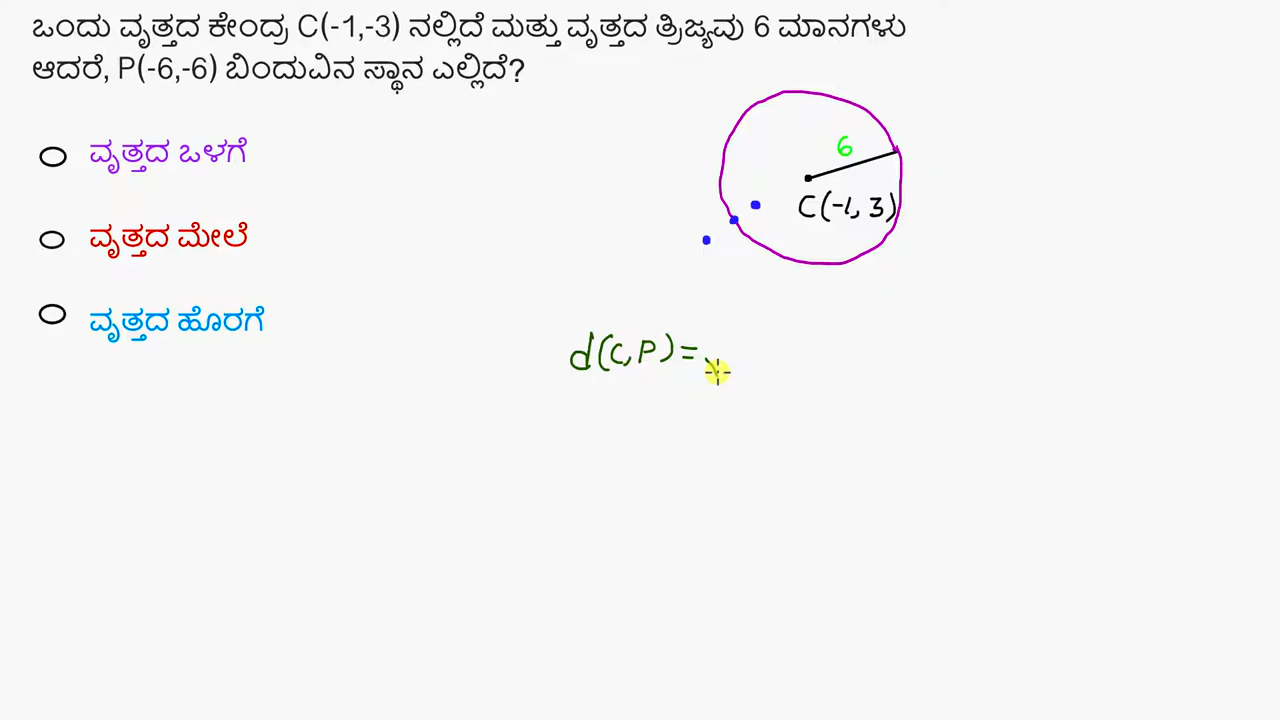 ಒಂದು ವೃತ್ತದ ಕೇಂದ್ರ C(-1,-3) ನಲ್ಲಿದೆ ಮತ್ತು ವೃತ್ತದ ತ್ರಿಜ್ಯವು 6 ಮಾನಗಳು
ಆದರೆ, P(-6,-6) ಬಿಂದುವಿನ ಸ್ಥಾನ ಎಲ್ಲಿದೆ?
6
ವೃತ್ತದ ಒಳಗೆ
C(-1, 3)
ವೃತ್ತದ ಮೇಲೆ
ವೃತ್ತದ ಹೊರಗೆ
d(C,P)=